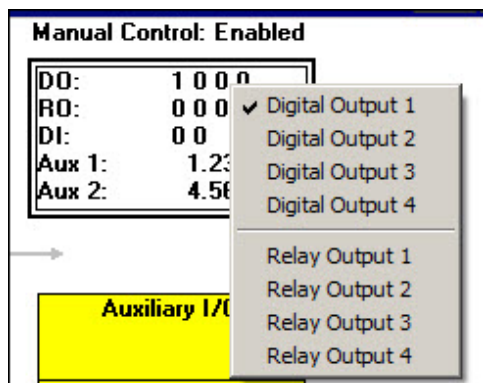 Manual Control: Enabled
DO: 1 0 0 0
RO: 0 0 0
DI: 0 0
Aux 1: 1.23
Aux 2: 4.56
Digital Output 1
Digital Output 2
Digital Output 3
Digital Output 4
Relay Output 1
Relay Output 2
Relay Output 3
Relay Output 4
Auxiliary I/O